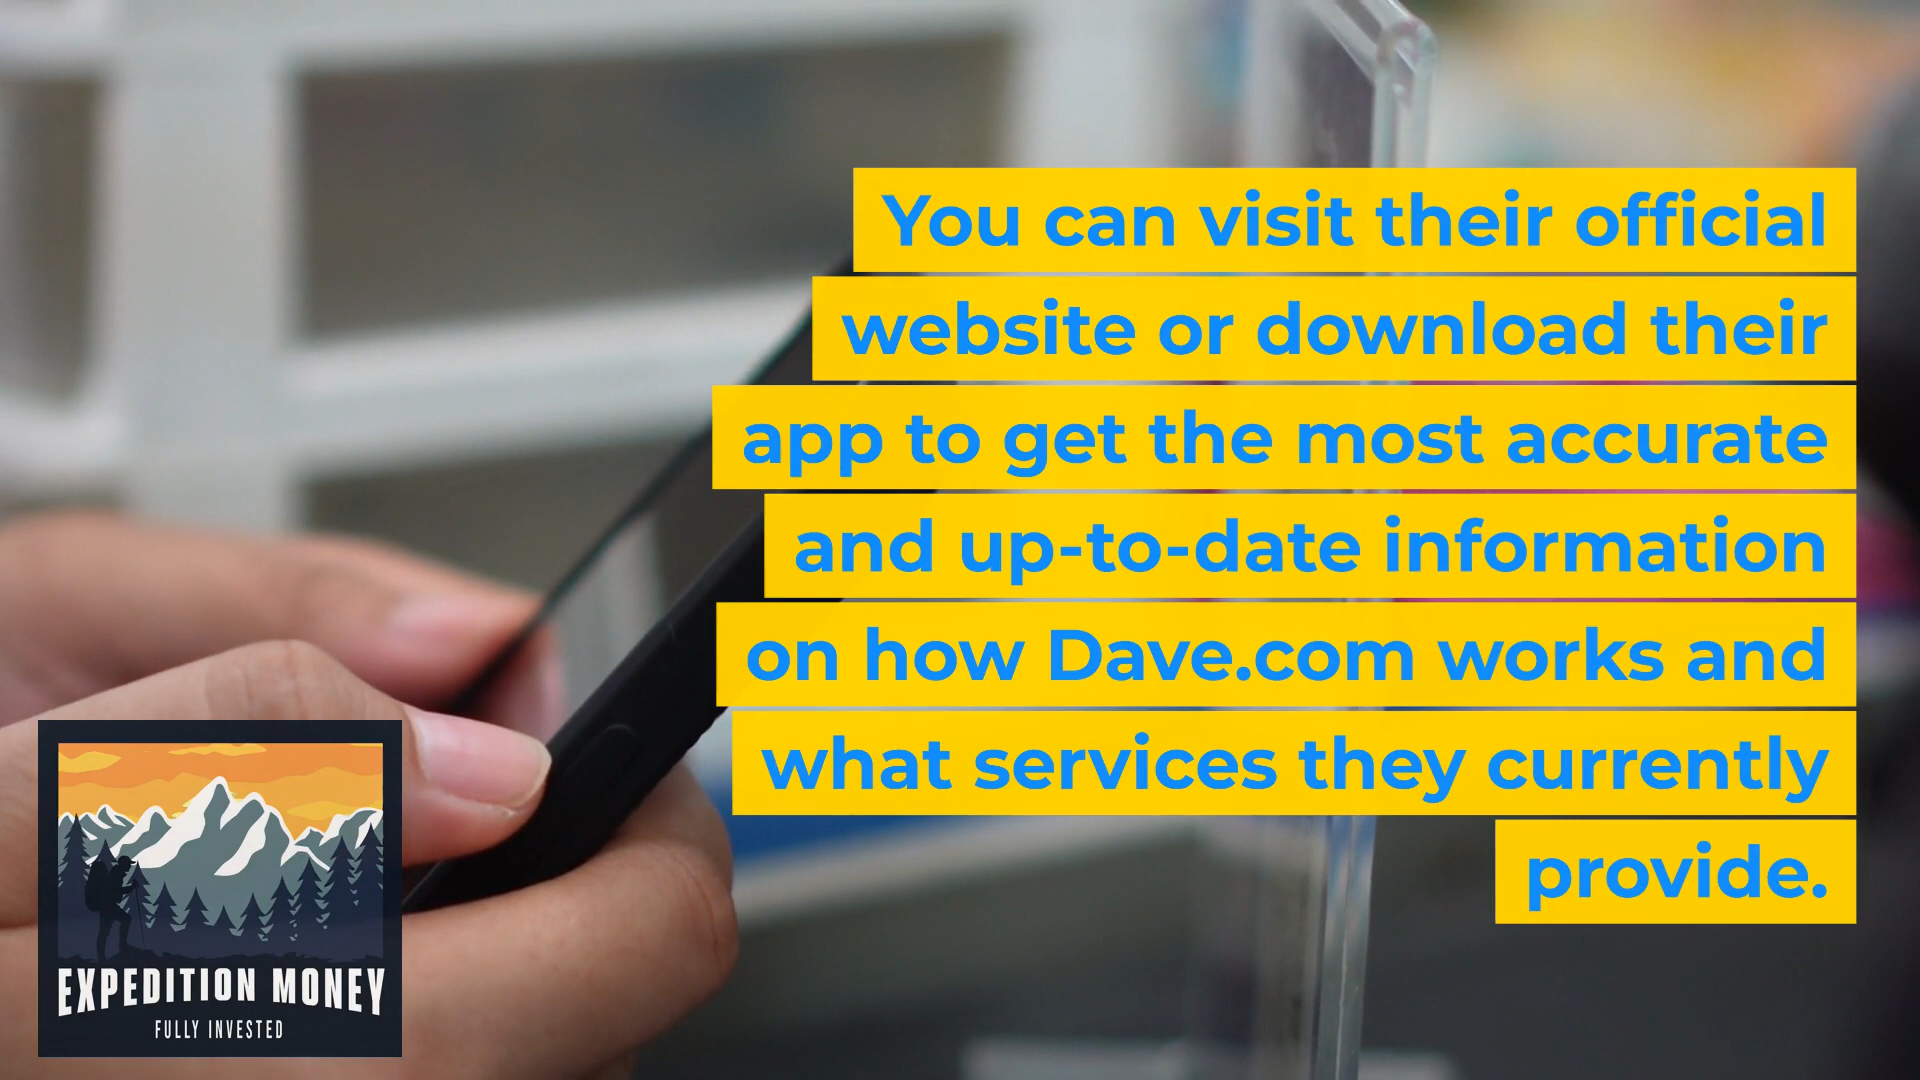 You can visit their official
website or download their
app to get the most accurate
and up-to-date information
on how Dave.com works and
what services they currently
provide.
EXPEDITION MONEY
FULLY INVESTED